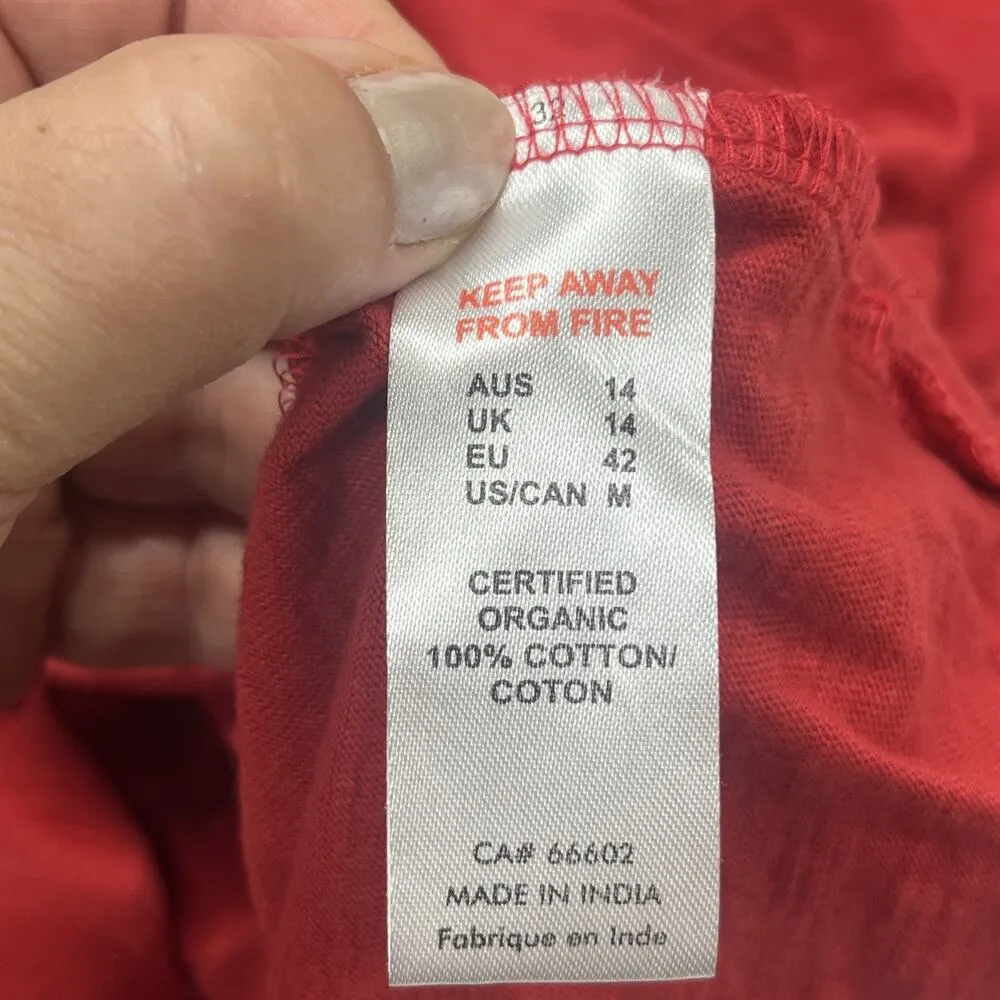 KEEP AWAY
FROM FIRE
AUS 14
UK 14
EU 42
US/CAN M
CERTIFIED
ORGANIC
100% COTTON/
COTON
CA# 66602
MADE IN INDIA
Fabrique en Inde